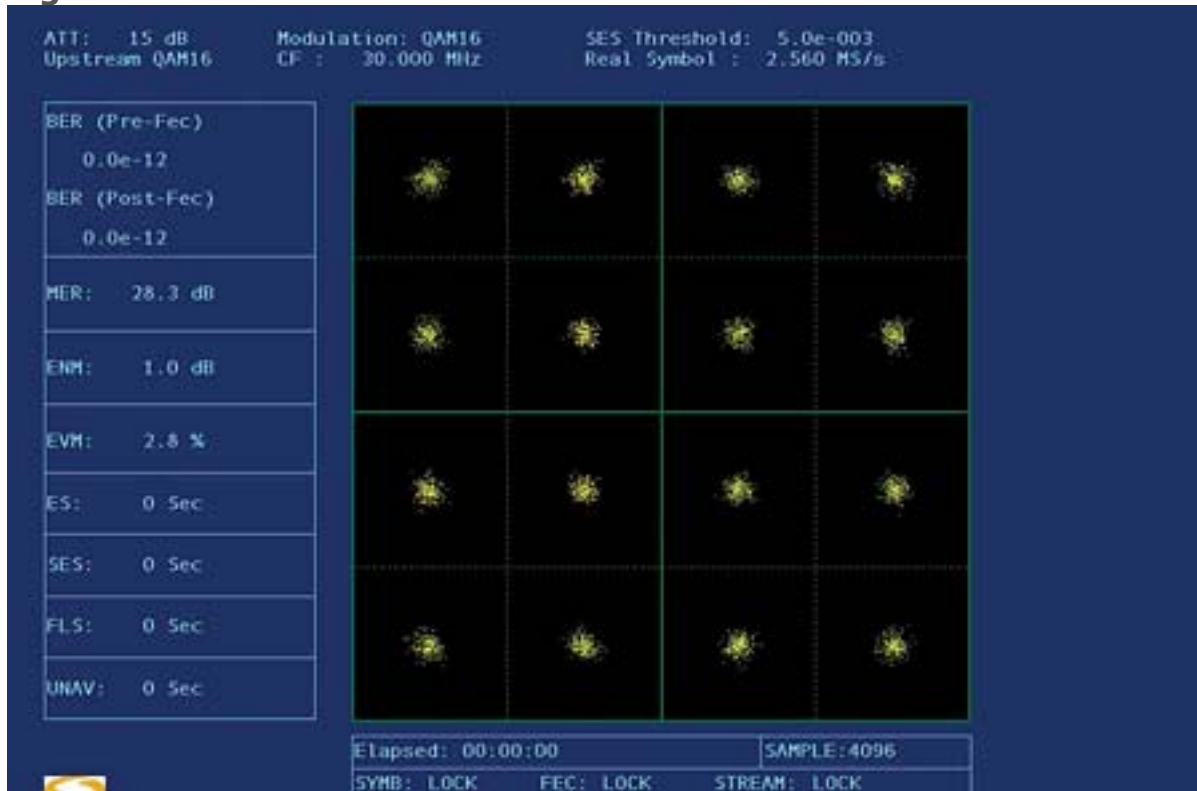 ATT: 15 dB Modulation: QAM16 SES Threshold: 5.0e-003
Upstream QAM16 CF : 30.000 MHz Real Symbol : 2.560 MS/s
BER (Pre-Fec)
0.0e-12
BER (Post-Fec)
0.0e-12
MER: 28.3 dB
ENM: 1.0 dB
EVM: 2.8 %
ES: 0 Sec
SES: 0 Sec
FLS: 0 Sec
UNAV: 0 Sec
Elapsed: 00:00:00 SAMPLE:4096
SYMB: LOCK FEC: LOCK STREAM: LOCK